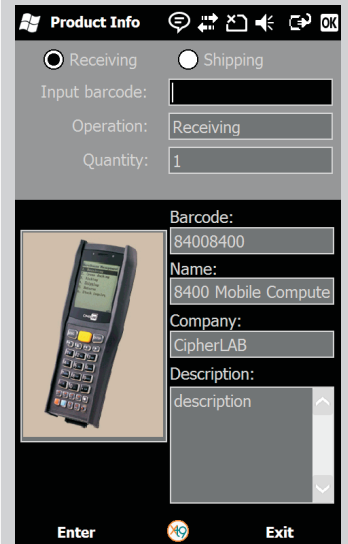 Product Info OK
Receiving Shipping
Input barcode:
Operation: Receiving
Quantity: 1
Barcode:
84008400
Name:
8400 Mobile Compute
Company:
CipherLAB
Description:
description
Enter Exit